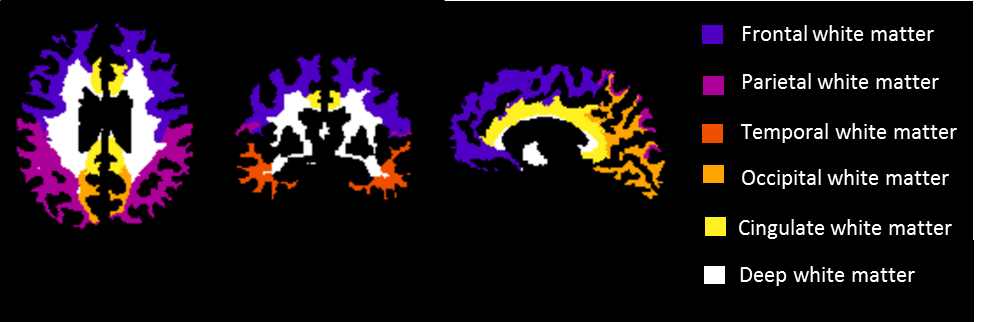 Frontal white matter
Parietal white matter
Temporal white matter
Occipital white matter
Cingulate white matter
Deep white matter